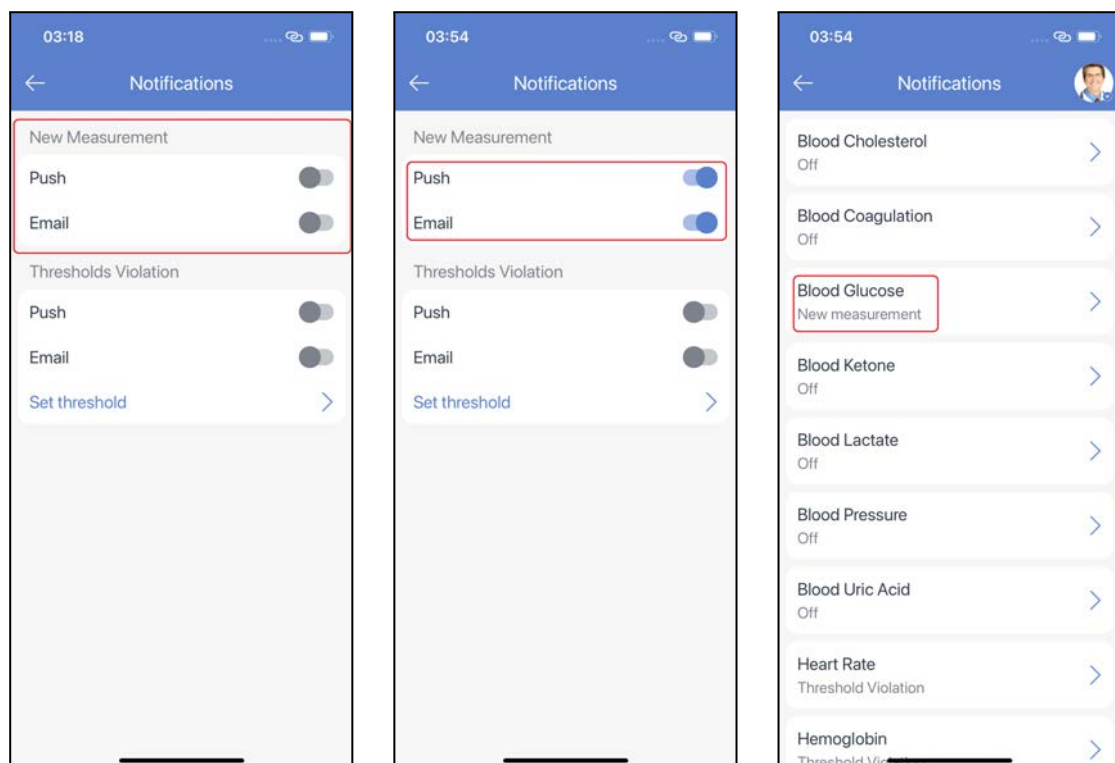 03:18
Notifications
New Measurement
Push
Email
Thresholds Violation
Push
Email
Set threshold
03:54
Notifications
New Measurement
Push
Email
Thresholds Violation
Push
Email
Set threshold
03:54
Notifications
Blood Cholesterol
Off
Blood Coagulation
Off
Blood Glucose
New measurement
Blood Ketone
Off
Blood Lactate
Off
Blood Pressure
Off
Blood Uric Acid
Off
Heart Rate
Threshold Violation
Hemoglobin
Threshold